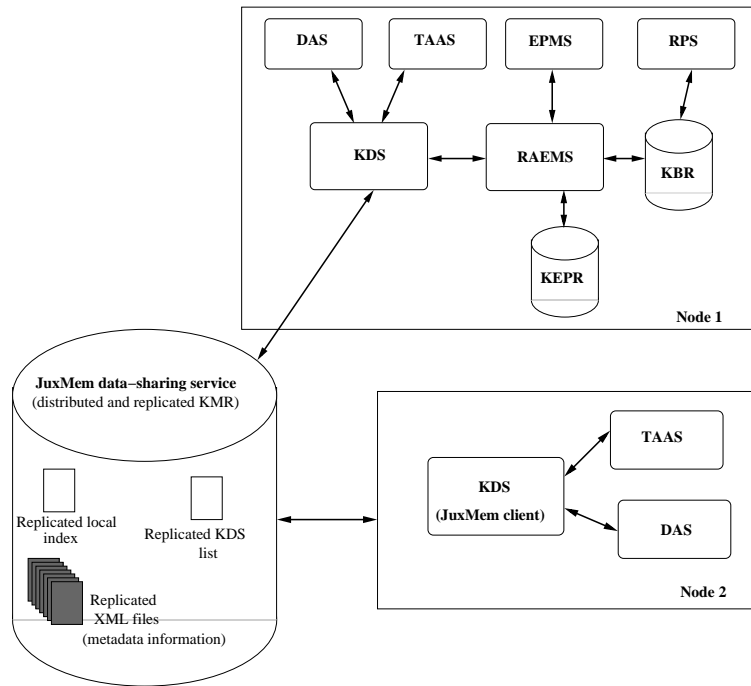 DAS
TAAS
EPMS
RPS
KDS
RAEMS
KBR
KEPR
Node 1
JuxMem data−sharing service
(distributed and replicated KMR)
Replicated local
index
Replicated KDS
list
Replicated
XML files
(metadata information)
KDS
(JuxMem client)
TAAS
DAS
Node 2